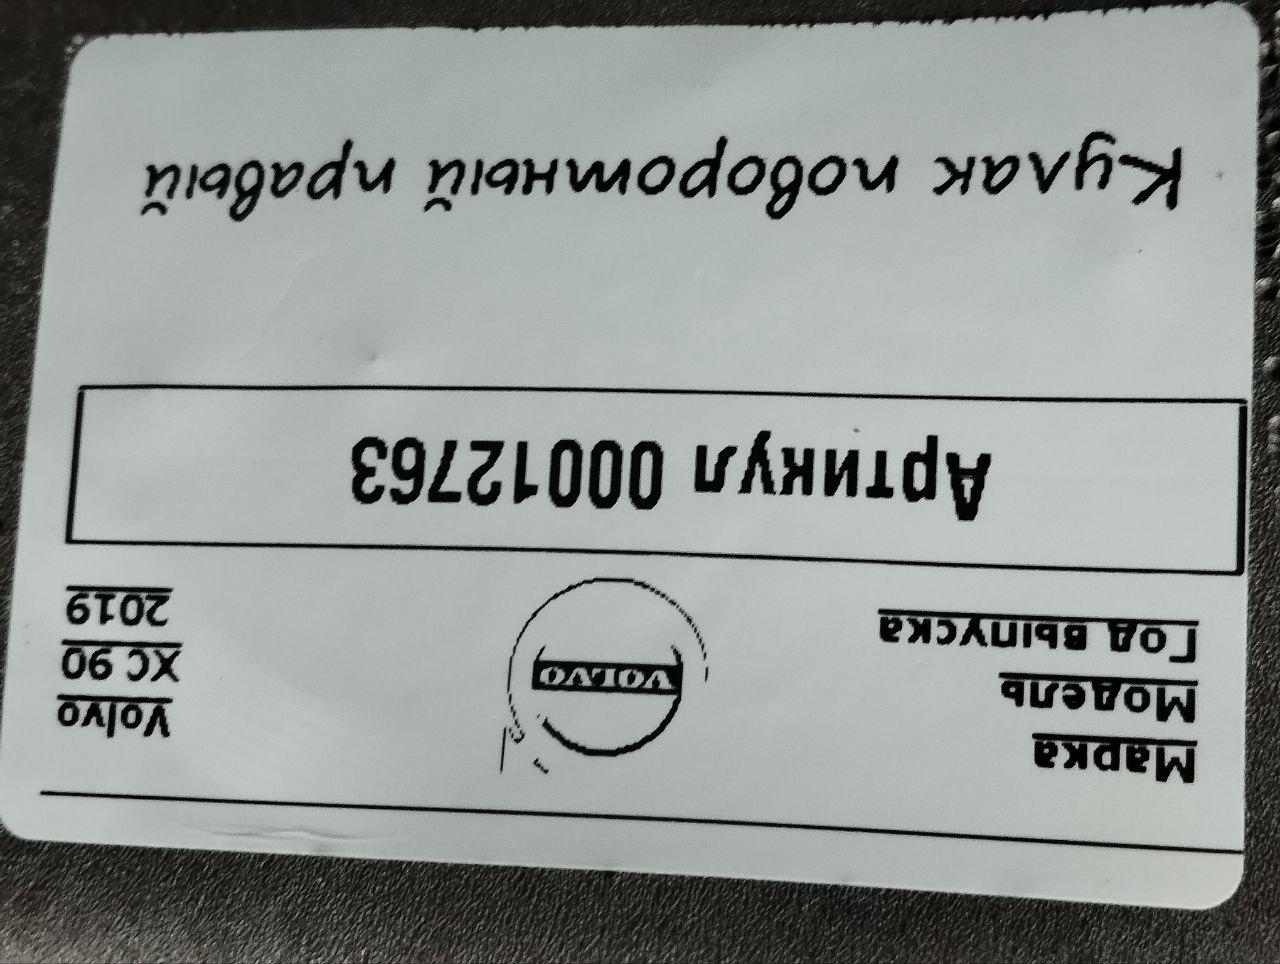 Марка Volvo
Модель XC 90
Год выпуска 2019
VOLVO
Артикул 00012763
Кулак поворотный правый